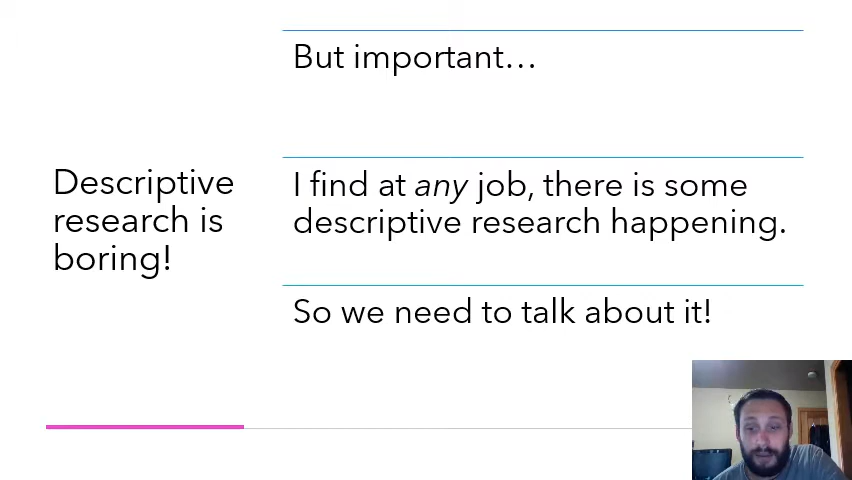 Descriptive
research is
boring!
But important…
I find at any job, there is some
descriptive research happening.
So we need to talk about it!